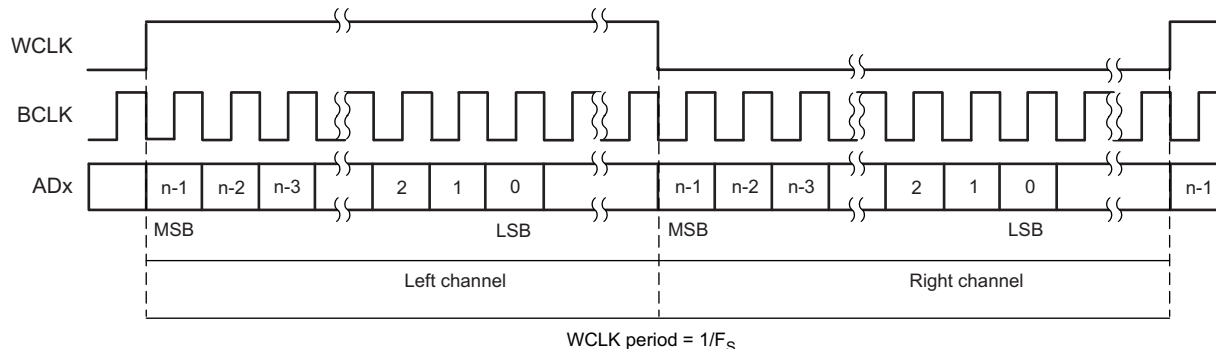 WCLK
BCLK
ADx n-1 n-2 n-3 2 1 0 n-1 n-2 n-3 2 1 0 n-1
MSB LSB MSB LSB
Left channel Right channel
WCLK period = 1/FS